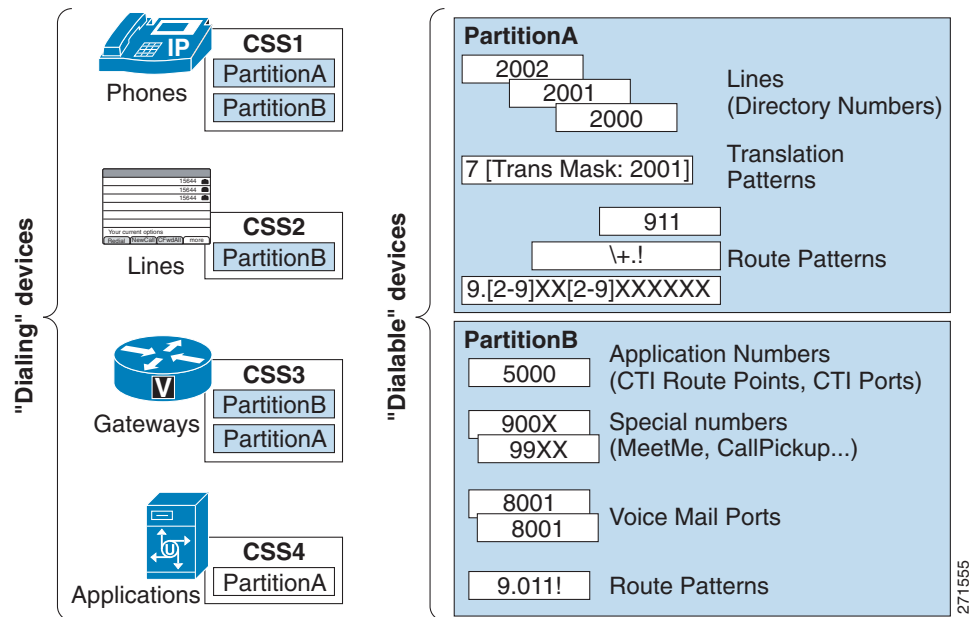 "Dialing" devices
IP
Phones
CSS1
PartitionA
PartitionB
15644
15644
15644
Your current options
Redial NewCall CFwdAll more
Lines
CSS2
PartitionB
V
Gateways
CSS3
PartitionB
PartitionA
U
Applications
CSS4
PartitionA
"Dialable" devices
PartitionA
2002
2001
2000
Lines
(Directory Numbers)
7 [Trans Mask: 2001]
Translation
Patterns
911
\+.!
9.[2-9]XX[2-9]XXXXXX
Route Patterns
PartitionB
5000
Application Numbers
(CTI Route Points, CTI Ports)
900X
99XX
Special numbers
(MeetMe, CallPickup...)
8001
8001
Voice Mail Ports
9.011!
Route Patterns
271555